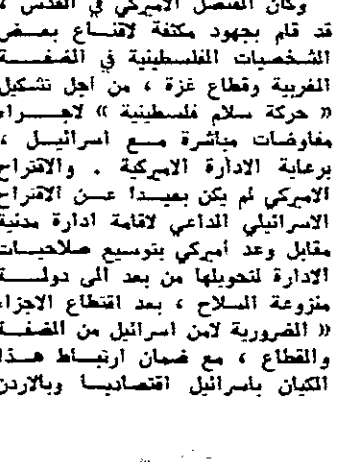 وكان القنصل الاميركي في القدس ،
قد قام بجهود مكثفة لاقناع بعض
الشخصيات الفلسطينية في الضفة
الغربية وقطاع غزة ، من أجل تشكيل
« حركة سلام فلسطينية » لاجراء
مفاوضات مباشرة مع اسرائيل ،
برعاية الادارة الاميركية . والاقتراح
الاميركي لم يكن بعيدا عن الاقتراح
الاسرائيلي الداعي لاقامة ادارة مدنية
مقابل وعد أميركي بتوسيع صلاحيات
الادارة لتحويلها من بعد الى دولة
منزوعة السلاح ، بعد اقتطاع الاجزاء
« الضرورية لامن اسرائيل من الضفة
والقطاع ، مع ضمان ارتباط هذا
الكيان باسرائيل اقتصاديا وبالاردن